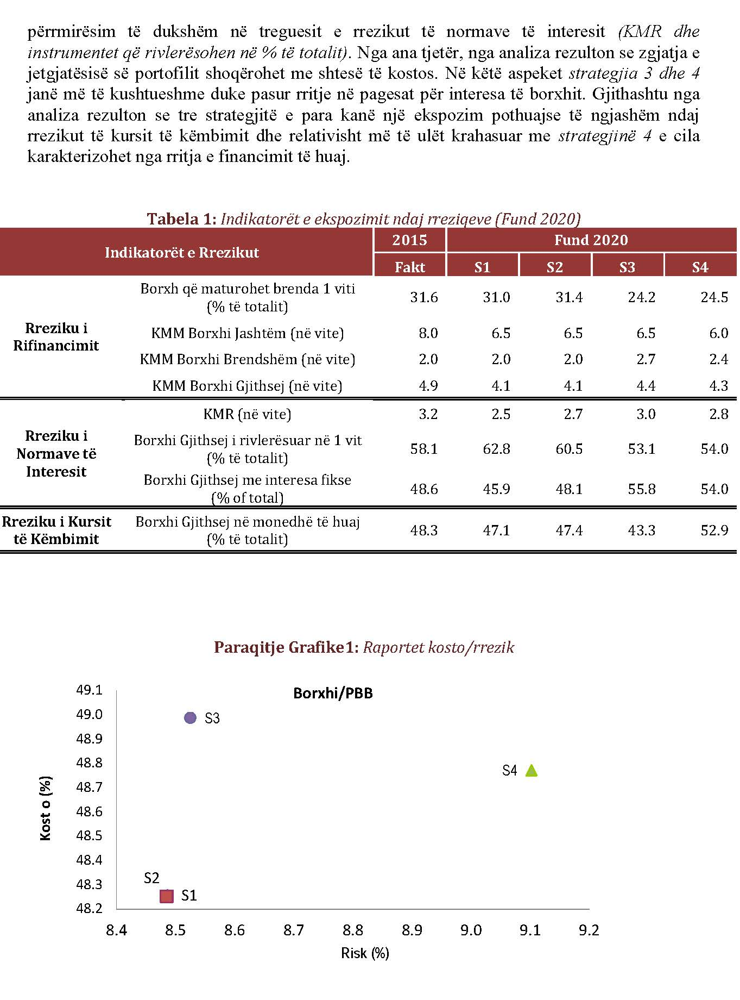 përrmirësim të dukshëm në treguesit e rrezikut të normave të interesit (KMR dhe
instrumentet që rivlerësohen në % të totalit). Nga ana tjetër, nga analiza rezulton se zgjatja e
jetgjatësisë së portofilit shoqërohet me shtesë të kostos. Në këtë aspeket strategjia 3 dhe 4
janë më të kushtueshme duke pasur rritje në pagesat për interesa të borxhit. Gjithashtu nga
analiza rezulton se tre strategjitë e para kanë një ekspozim pothuajse të ngjashëm ndaj
rrezikut të kursit të këmbimit dhe relativisht më të ulët krahasuar me strategjinë 4 e cila
karakterizohet nga rritja e financimit të huaj.
Tabela 1: Indikatorët e ekspozimit ndaj rreziqeve (Fund 2020)
Indikatorët e Rrezikut 2015 Fund 2020
Fakt S1 S2 S3 S4
Rreziku i
Rifinancimit
Borxh që maturohet brenda 1 viti
(% të totalit) 31.6 31.0 31.4 24.2 24.5
KMM Borxhi Jashtëm (në vite) 8.0 6.5 6.5 6.5 6.0
KMM Borxhi Brendshëm (në vite) 2.0 2.0 2.0 2.7 2.4
KMM Borxhi Gjithsej (në vite) 4.9 4.1 4.1 4.4 4.3
Rreziku i
Normave të
Interesit
KMR (në vite) 3.2 2.5 2.7 3.0 2.8
Borxhi Gjithsej i rivlerësuar në 1 vit
(% të totalit) 58.1 62.8 60.5 53.1 54.0
Borxhi Gjithsej me interesa fikse
(% of total) 48.6 45.9 48.1 55.8 54.0
Rreziku i Kursit
të Këmbimit
Borxhi Gjithsej në monedhë të huaj
(% të totalit) 48.3 47.1 47.4 43.3 52.9
Paraqitje Grafike1: Raportet kosto/rrezik
Borxhi/PBB
Kost o (%)
49.1
49.0
48.9
48.8
48.7
48.6
48.5
48.4
48.3
48.2
S3
S4
S2
S1
8.4 8.5 8.6 8.7 8.8 8.9 9.0 9.1 9.2
Risk (%)